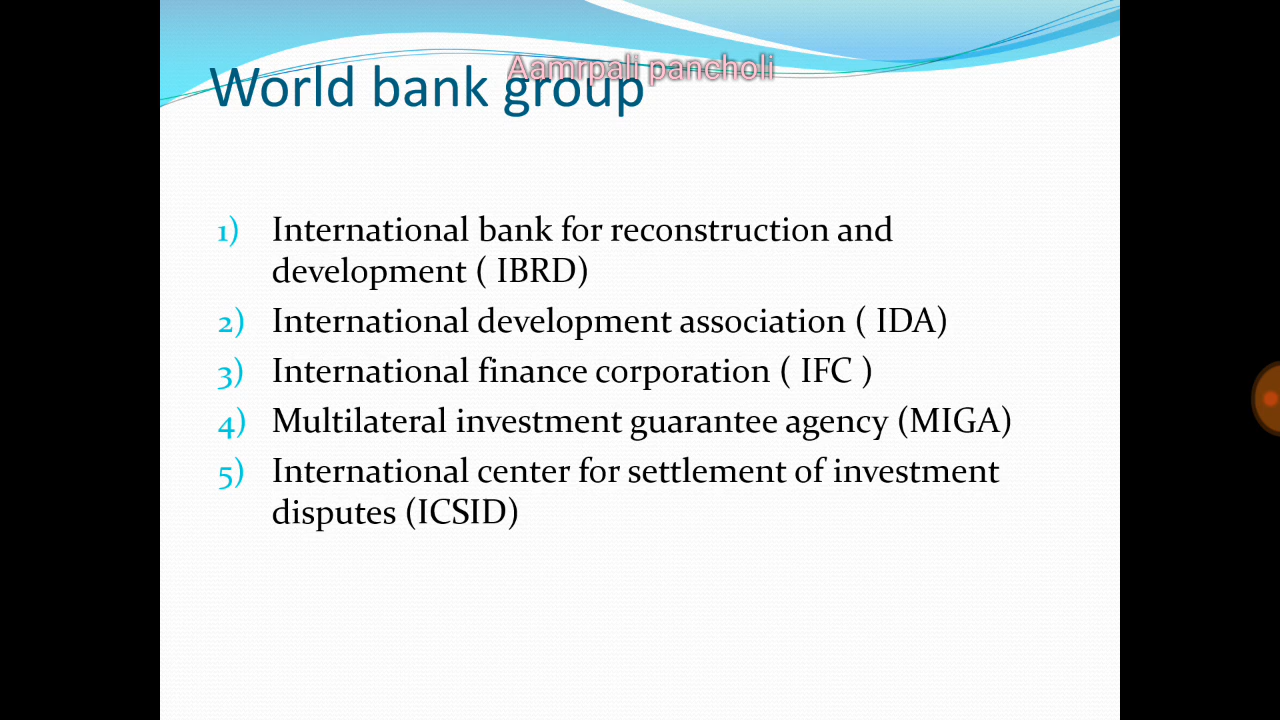 Aamrpali pancholi
World bank group
1) International bank for reconstruction and
development ( IBRD)
2) International development association ( IDA)
3) International finance corporation ( IFC )
4) Multilateral investment guarantee agency (MIGA)
5) International center for settlement of investment
disputes (ICSID)